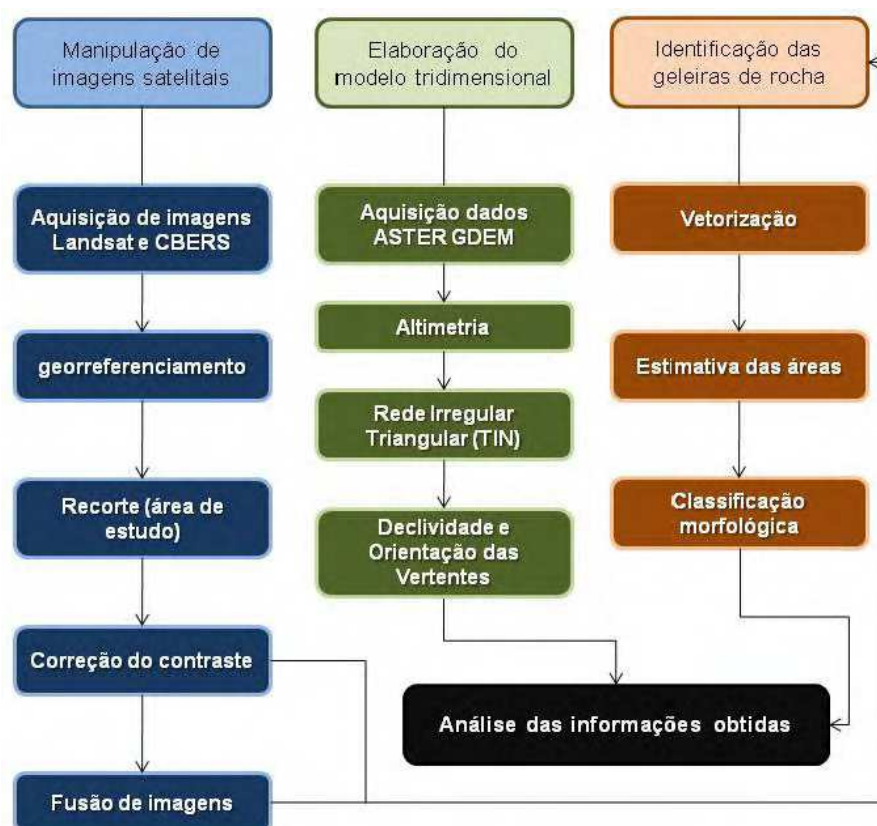 Manipulação de
imagens satelitais
Aquisição de imagens
Landsat e CBERS
georreferenciamento
Recorte (área de
estudo)
Correção do contraste
Fusão de imagens
Elaboração do
modelo tridimensional
Aquisição dados
ASTER GDEM
Altimetria
Rede Irregular
Triangular (TIN)
Declividade e
Orientação das
Vertentes
Identificação das
geleiras de rocha
Vetorização
Estimativa das áreas
Classificação
morfológica
Análise das informações obtidas